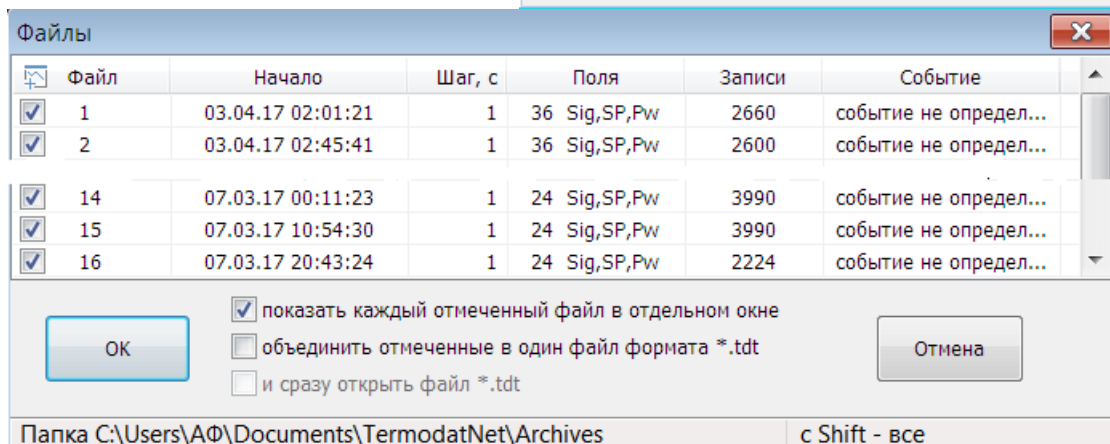 Файлы
Файл Начало Шаг, с Поля Записи Событие
1 03.04.17 02:01:21 1 36 Sig,SP,Pw 2660 событие не определ...
2 03.04.17 02:45:41 1 36 Sig,SP,Pw 2600 событие не определ...
14 07.03.17 00:11:23 1 24 Sig,SP,Pw 3990 событие не определ...
15 07.03.17 10:54:30 1 24 Sig,SP,Pw 3990 событие не определ...
16 07.03.17 20:43:24 1 24 Sig,SP,Pw 2224 событие не определ...
показать каждый отмеченный файл в отдельном окне
OK объединить отмеченные в один файл формата *.tdt Отмена
и сразу открыть файл *.tdt
Папка C:\Users\АФ\Documents\TermodatNet\Archives с Shift - все